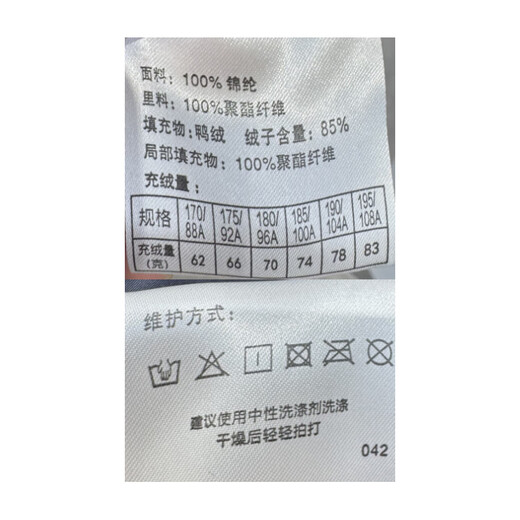 面料：100% 锦纶
里料：100%聚酯纤维
填充物：鸭绒 绒子含量：85%
局部填充物：100%聚酯纤维
充绒量：
规格 170/88A 175/92A 180/96A 185/100A 190/104A 195/108A
充绒量(克) 62 66 70 74 78 83
维护方式：
建议使用中性洗涤剂洗涤
干燥后轻轻拍打
042